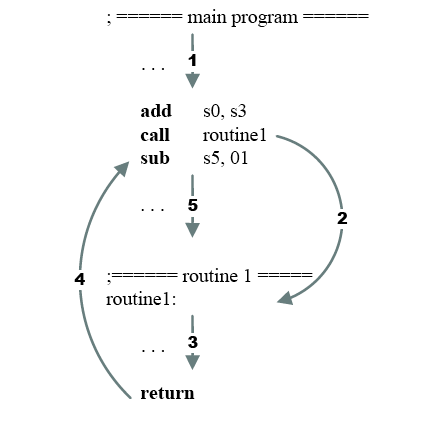 ; ====== main program ======
1
. . .
add s0, s3
call routine1
sub s5, 01
. . . 5
2
4 ;====== routine 1 =====
routine1:
3
. . .
return